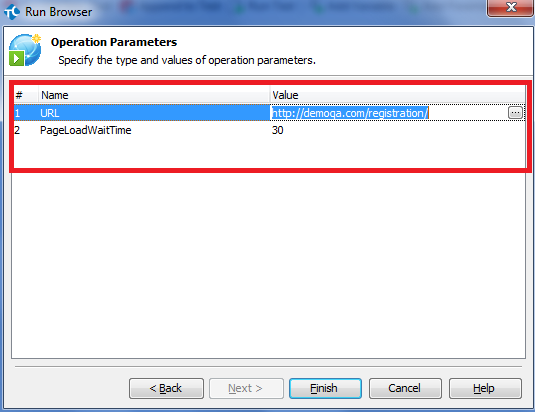 Run Browser
Operation Parameters
Specify the type and values of operation parameters.
# Name Value
1 URL http://demoqa.com/registration/ ...
2 PageLoadWaitTime 30
< Back Next > Finish Cancel Help